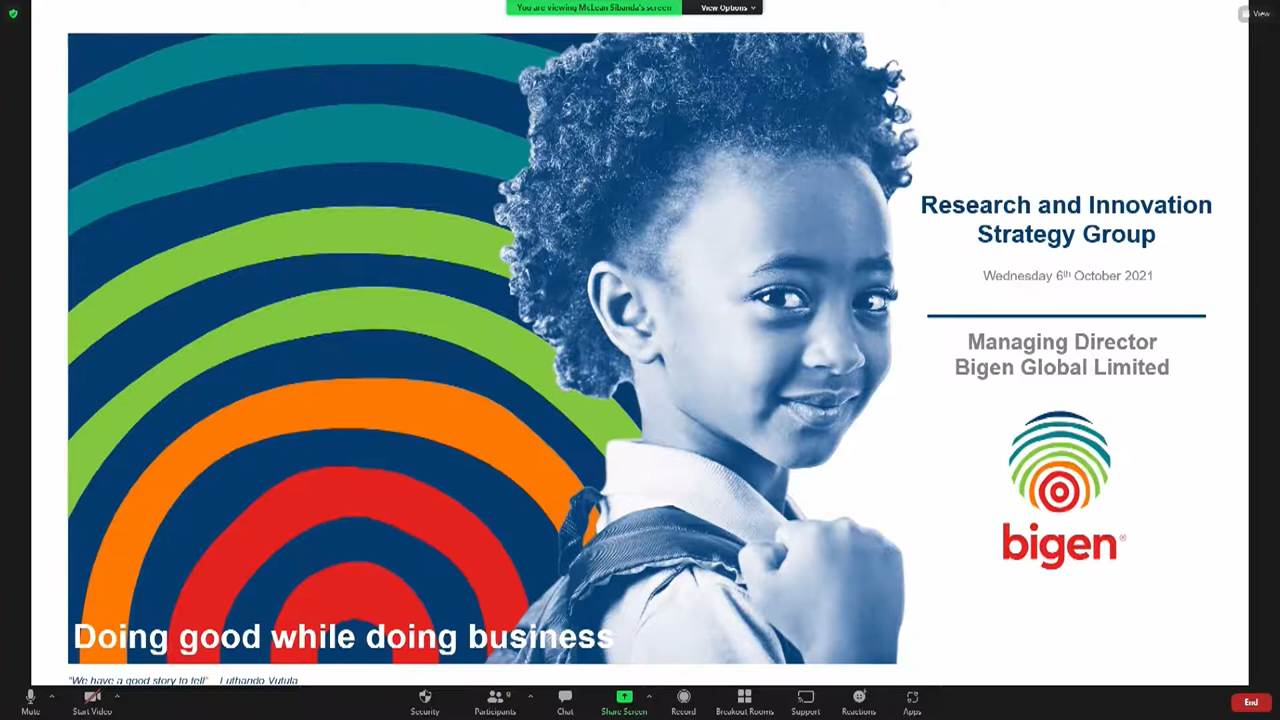 You are viewing McLean Sibanda's screen
View Options
View
Research and Innovation
Strategy Group
Wednesday 6th October 2021
Managing Director
Bigen Global Limited
bigen®
Doing good while doing business
"We have a good story to tell" Luthando Vutula
Mute
Start Video
Security
Participants
9
Chat
Share Screen
Record
Breakout Rooms
Support
Reactions
Apps
End